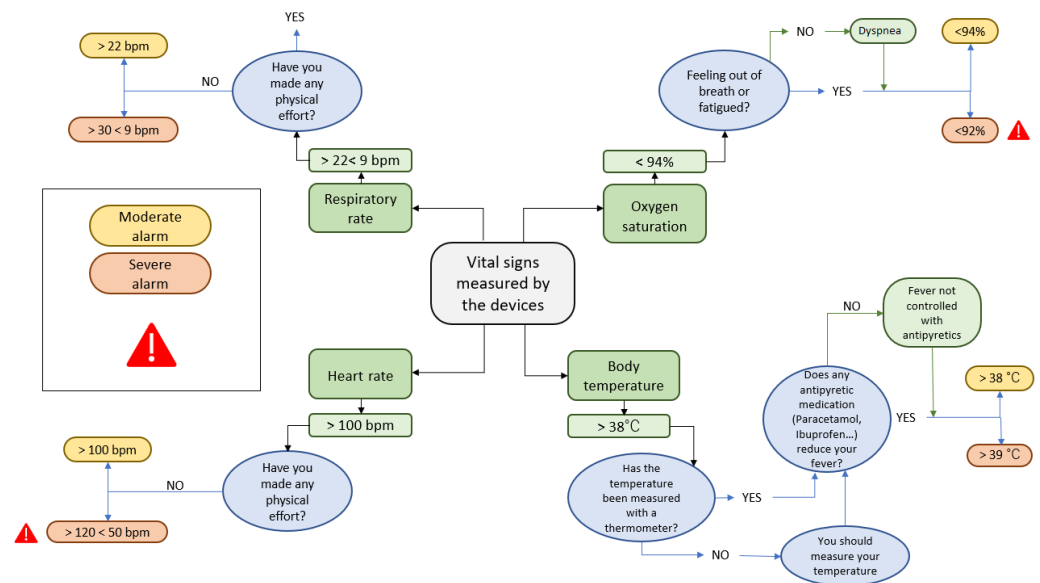 YES
> 22 bpm
NO
Have you
made any
physical
effort?
> 30 < 9 bpm
> 22< 9 bpm
Respiratory
rate
NO
Dyspnea
<94%
Feeling out of
breath or
fatigued?
YES
<92%
< 94%
Oxygen
saturation
Moderate
alarm
Severe
alarm
Vital signs
measured by
the devices
Heart rate
> 100 bpm
> 100 bpm
NO
Have you
made any
physical
effort?
> 120 < 50 bpm
Body
temperature
> 38°C
Has the
temperature
been measured
with a
thermometer?
YES
NO
You should
measure your
temperature
Does any
antipyretic
medication
(Paracetamol,
Ibuprofen...)
reduce your
fever?
NO
Fever not
controlled
with
antipyretics
YES
> 38 °C
> 39 °C